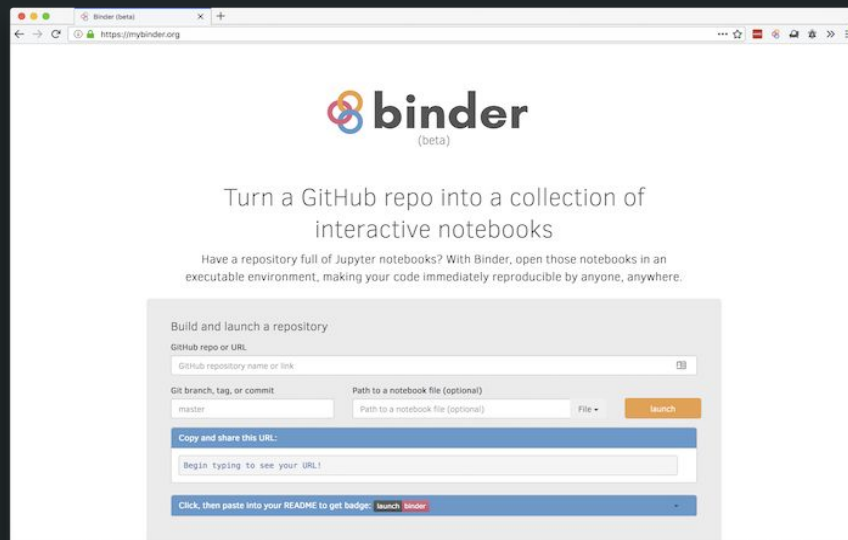 Binder (beta)
https://mybinder.org
binder
(beta)
Turn a GitHub repo into a collection of
interactive notebooks
Have a repository full of Jupyter notebooks? With Binder, open those notebooks in an
executable environment, making your code immediately reproducible by anyone, anywhere.
Build and launch a repository
GitHub repo or URL
GitHub repository name or link
Git branch, tag, or commit
Path to a notebook file (optional)
master
Path to a notebook file (optional)
File
launch
Copy and share this URL:
Begin typing to see your URL!
Click, then paste into your README to get badge: launch binder